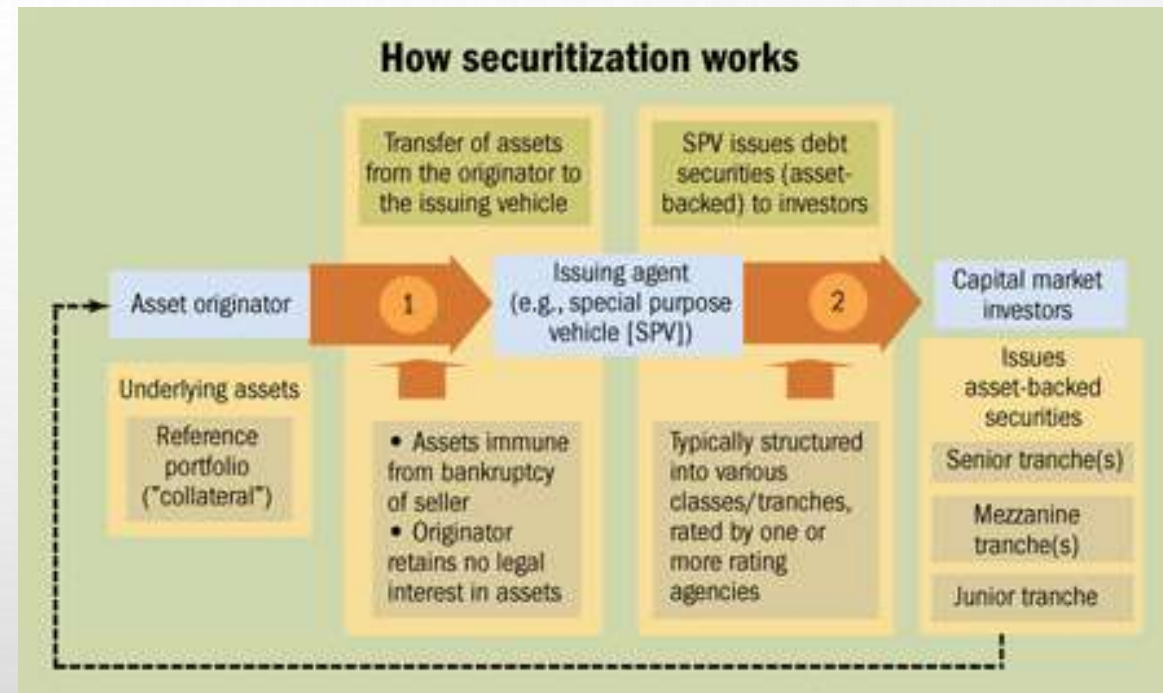 How securitization works
Transfer of assets
from the originator to
the issuing vehicle
SPV issues debt
securities (asset-
backed) to investors
Asset originator
1
Issuing agent
(e.g., special purpose
vehicle [SPV])
2
Capital market
investors
Underlying assets
Reference
portfolio
("collateral")
• Assets immune
from bankruptcy
of seller
• Originator
retains no legal
interest in assets
Typically structured
into various
classes/tranches,
rated by one or
more rating
agencies
Issues
asset-backed
securities
Senior tranche(s)
Mezzanine
tranche(s)
Junior tranche